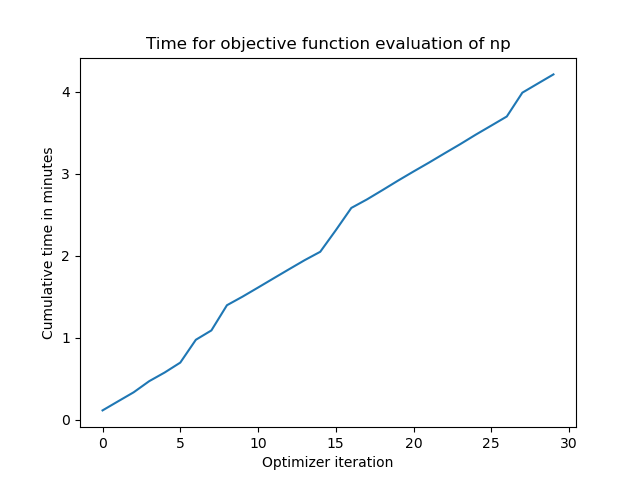 Time for objective function evaluation of np
Cumulative time in minutes
4
3
2
1
0
0 5 10 15 20 25 30
Optimizer iteration